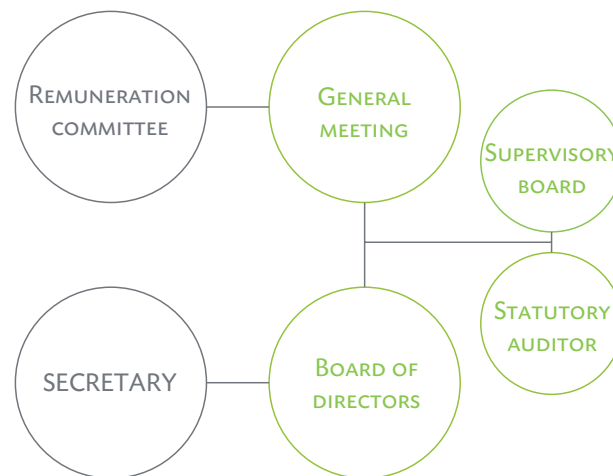 Remuneration
committee
General
meeting
Supervisory
board
Statutory
auditor
SECRETARY
Board of
directors